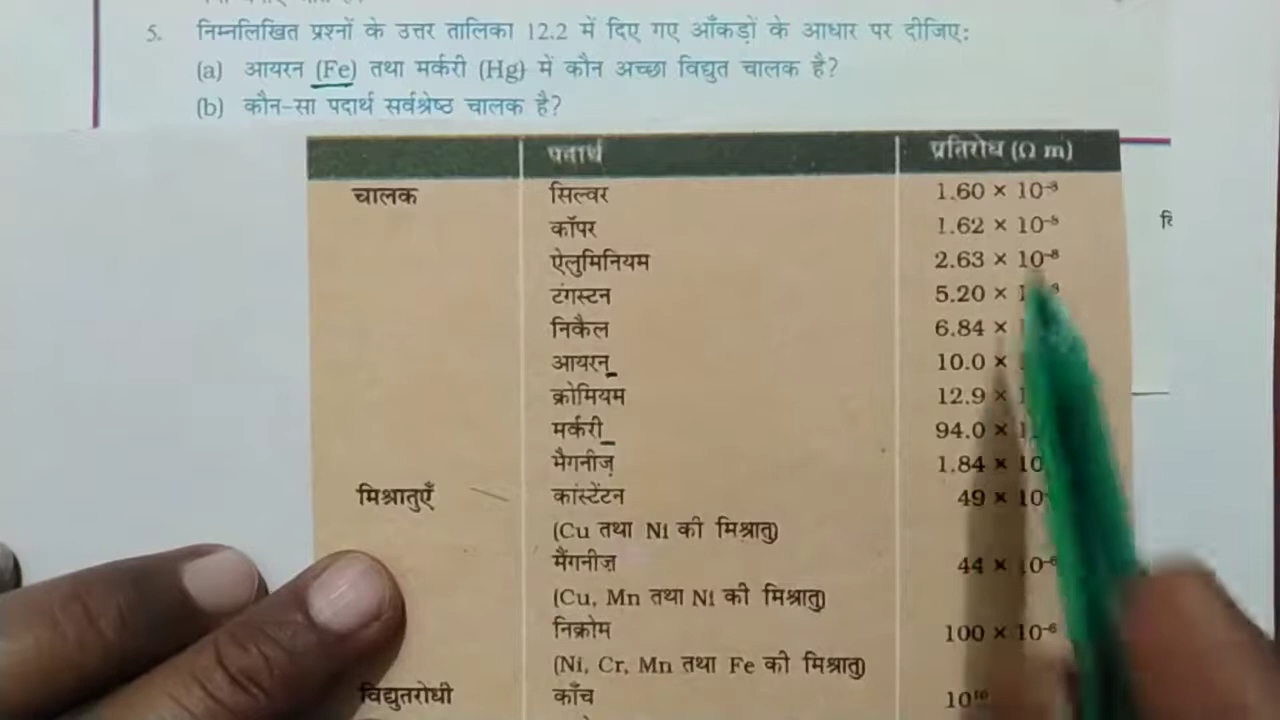 5. निम्नलिखित प्रश्नों के उत्तर तालिका 12.2 में दिए गए आँकड़ों के आधार पर दीजिए:
(a) आयरन (Fe) तथा मर्करी (Hg) में कौन अच्छा विद्युत चालक है?
(b) कौन-सा पदार्थ सर्वश्रेष्ठ चालक है?
पदार्थ प्रतिरोध (Ω m)
चालक सिल्वर 1.60 × 10⁻⁸
कॉपर 1.62 × 10⁻⁸
ऐलुमिनियम 2.63 × 10⁻⁸
टंगस्टन 5.20 ×
निकैल 6.84 ×
आयरन 10.0 ×
क्रोमियम 12.9 ×
मर्करी 94.0 ×
मैगनीज़ 1.84 × 10
मिश्रातुएँ कांस्टेंटन 49 × 10
(Cu तथा Ni की मिश्रातु)
मैंगनीज़ 44 × 10⁻⁶
(Cu, Mn तथा Ni की मिश्रातु)
निक्रोम 100 × 10⁻⁶
(Ni, Cr, Mn तथा Fe की मिश्रातु)
विद्युतरोधी काँच 10¹⁰